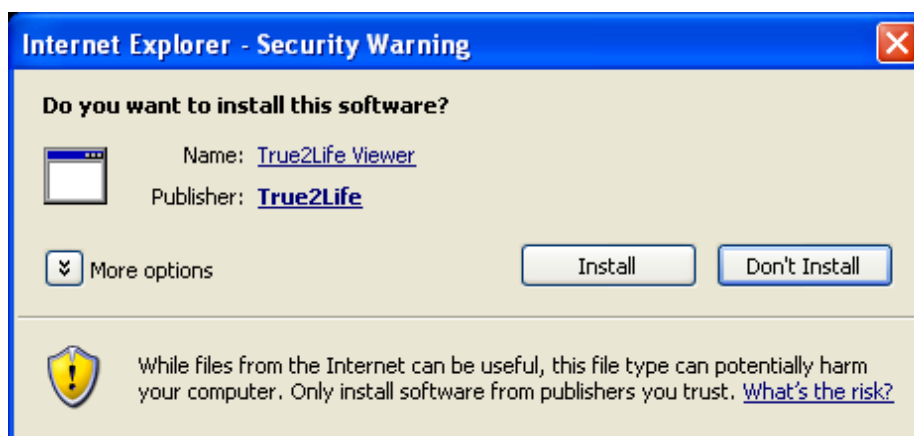 Internet Explorer - Security Warning
Do you want to install this software?
Name: True2Life Viewer
Publisher: True2Life
More options
Install
Don't Install
While files from the Internet can be useful, this file type can potentially harm
your computer. Only install software from publishers you trust. What's the risk?